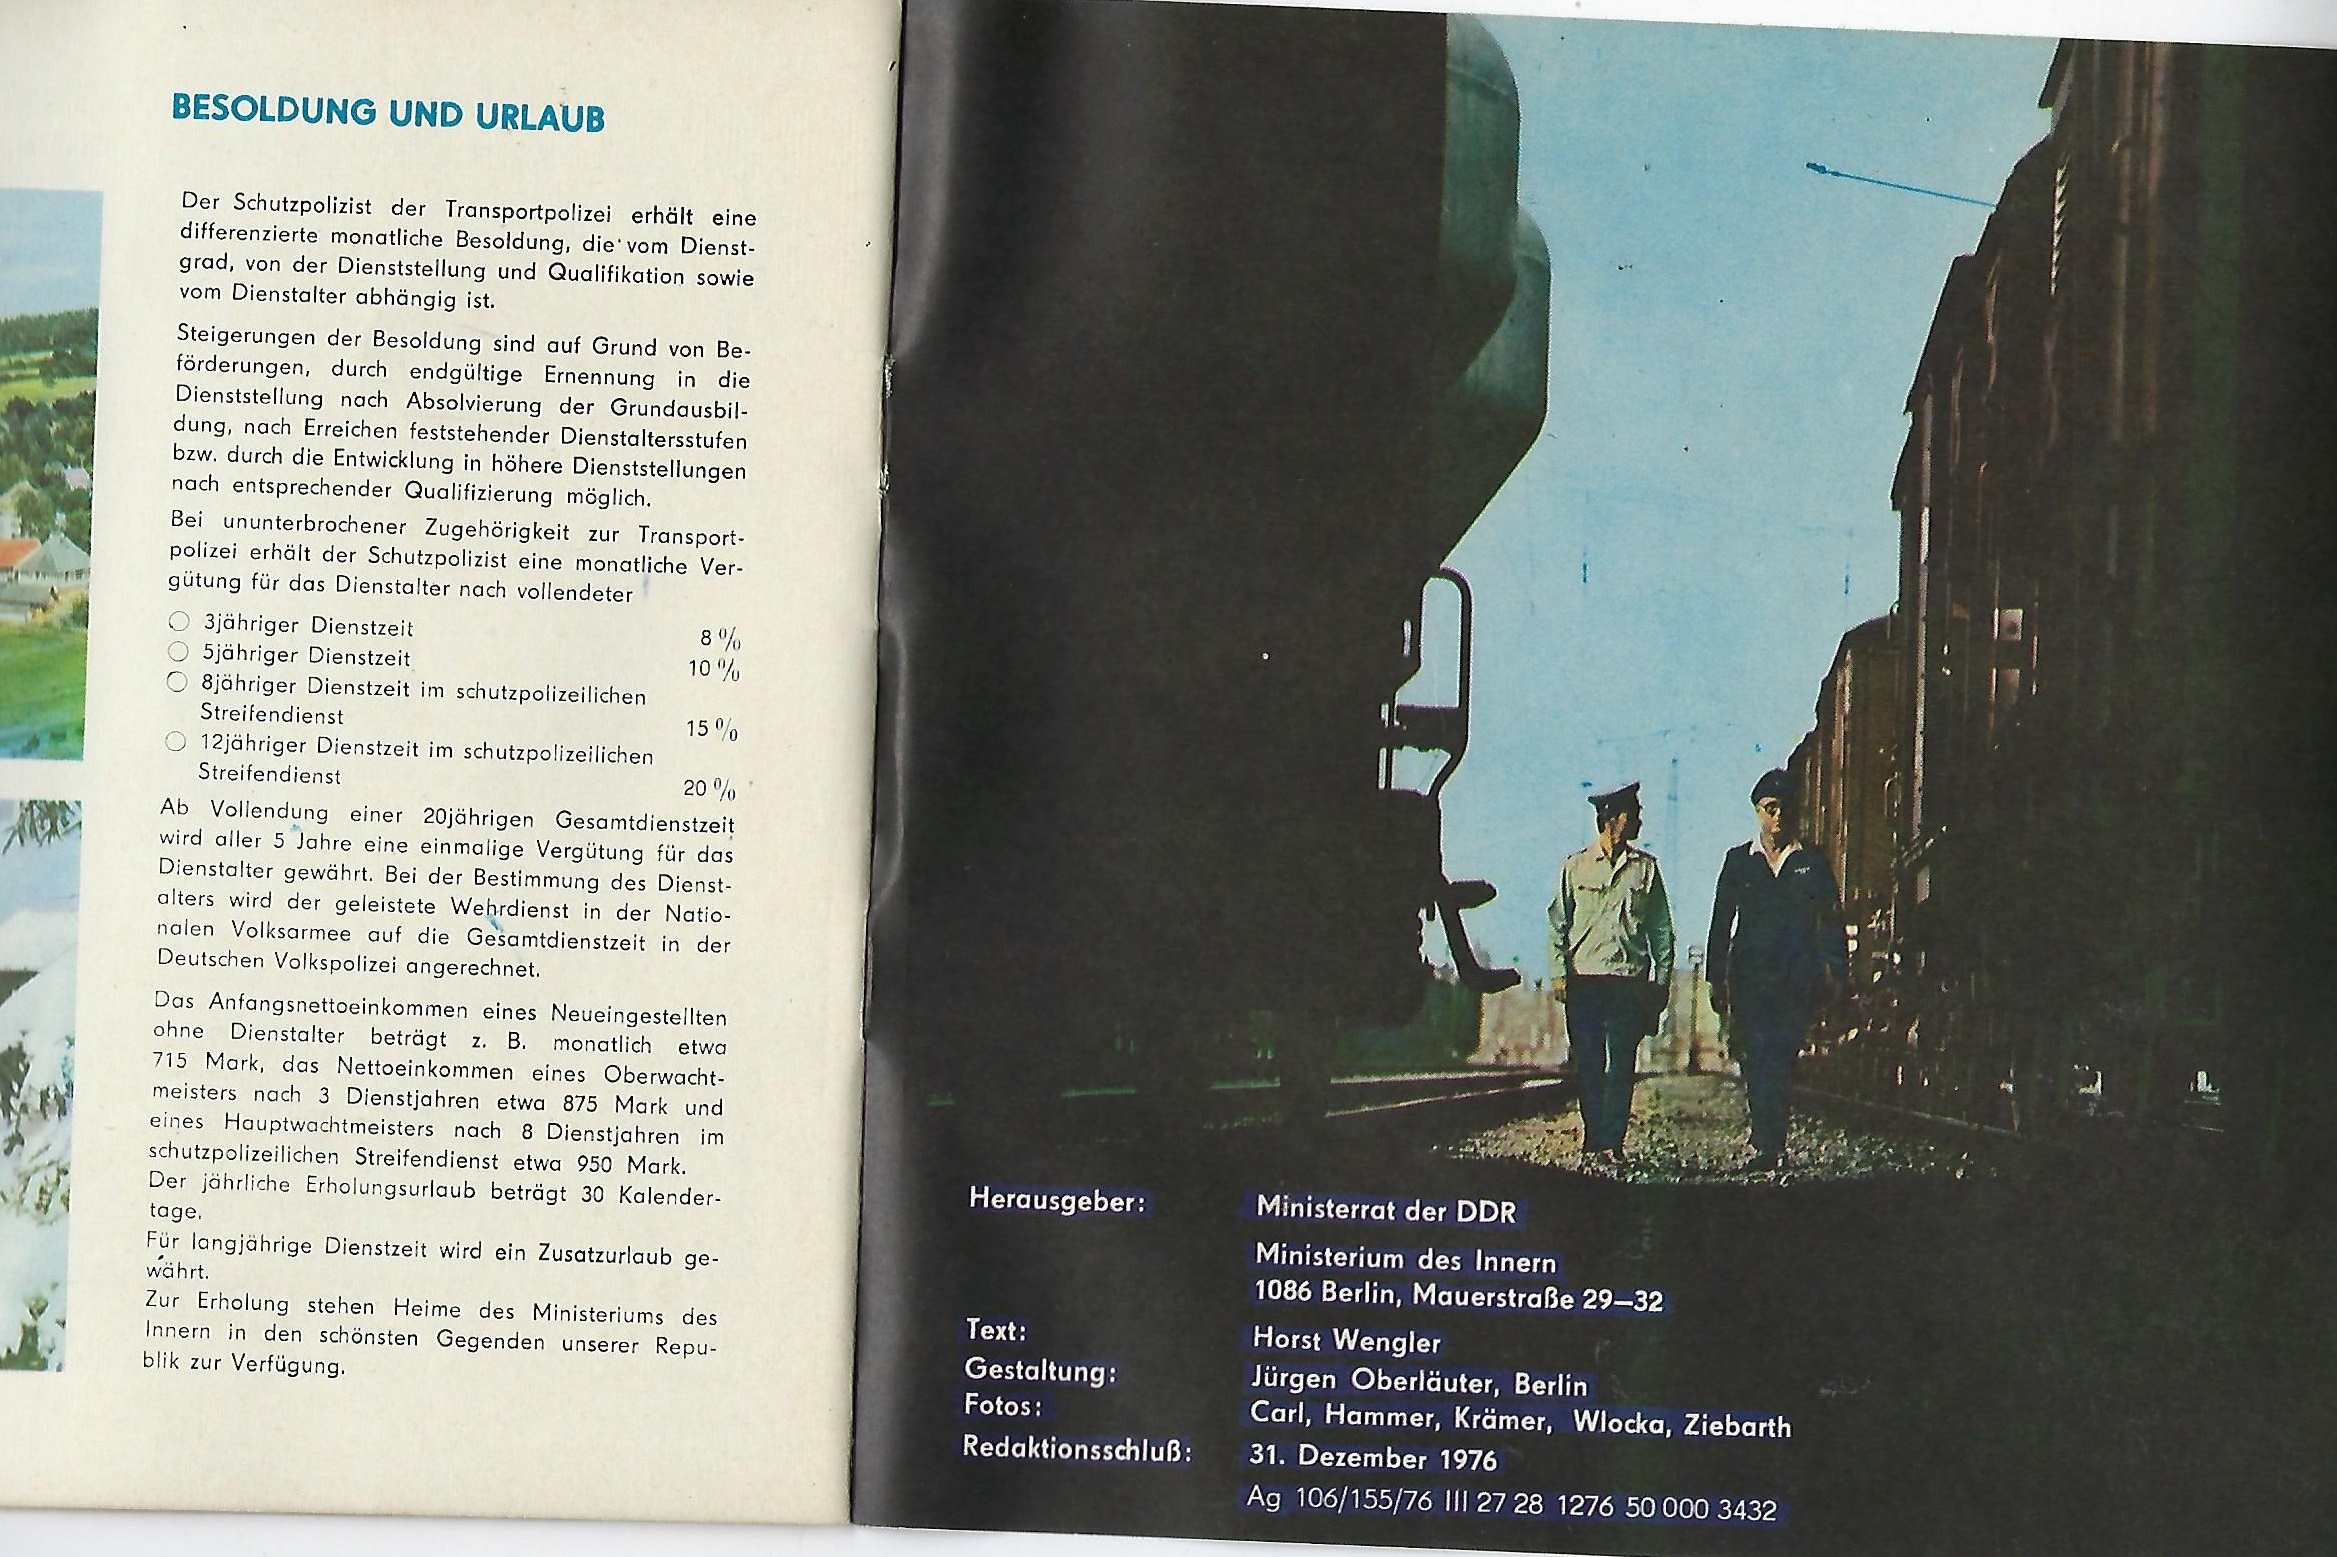 BESOLDUNG UND URLAUB
Der Schutzpolizist der Transportpolizei erhält eine
differenzierte monatliche Besoldung, die vom Dienst-
grad, von der Dienststellung und Qualifikation sowie
vom Dienstalter abhängig ist.
Steigerungen der Besoldung sind auf Grund von Be-
förderungen, durch endgültige Ernennung in die
Dienststellung nach Absolvierung der Grundausbil-
dung, nach Erreichen feststehender Dienstaltersstufen
bzw. durch die Entwicklung in höhere Dienststellungen
nach entsprechender Qualifizierung möglich.
Bei ununterbrochener Zugehörigkeit zur Transport-
polizei erhält der Schutzpolizist eine monatliche Ver-
gütung für das Dienstalter nach vollendeter
○ 3jähriger Dienstzeit 8 %
○ 5jähriger Dienstzeit 10 %
○ 8jähriger Dienstzeit im schutzpolizeilichen
Streifendienst 15 %
○ 12jähriger Dienstzeit im schutzpolizeilichen
Streifendienst 20 %
Ab Vollendung einer 20jährigen Gesamtdienstzeit
wird aller 5 Jahre eine einmalige Vergütung für das
Dienstalter gewährt. Bei der Bestimmung des Dienst-
alters wird der geleistete Wehrdienst in der Natio-
nalen Volksarmee auf die Gesamtdienstzeit in der
Deutschen Volkspolizei angerechnet.
Das Anfangsnettoeinkommen eines Neueingestellten
ohne Dienstalter beträgt z. B. monatlich etwa
715 Mark, das Nettoeinkommen eines Oberwacht-
meisters nach 3 Dienstjahren etwa 875 Mark und
eines Hauptwachtmeisters nach 8 Dienstjahren im
schutzpolizeilichen Streifendienst etwa 950 Mark.
Der jährliche Erholungsurlaub beträgt 30 Kalender-
tage.
Für langjährige Dienstzeit wird ein Zusatzurlaub ge-
währt.
Zur Erholung stehen Heime des Ministeriums des
Innern in den schönsten Gegenden unserer Repu-
blik zur Verfügung.
Herausgeber: Ministerrat der DDR
Ministerium des Innern
1086 Berlin, Mauerstraße 29–32
Text: Horst Wengler
Gestaltung: Jürgen Oberläuter, Berlin
Fotos: Carl, Hammer, Krämer, Wlocka, Ziebarth
Redaktionsschluß: 31. Dezember 1976
Ag 106/155/76 III 27 28 1276 50 000 3432